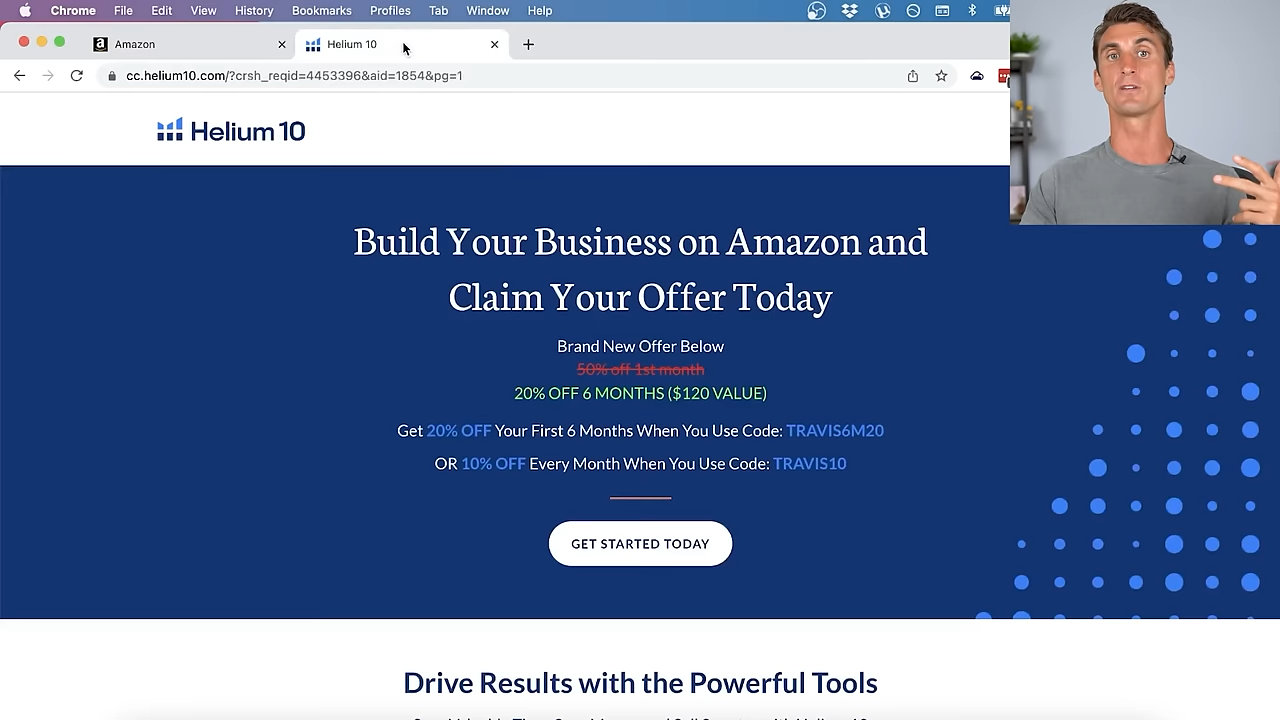 Chrome File Edit View History Bookmarks Profiles Tab Window Help
Amazon
Helium 10
cc.helium10.com/?crsh_reqid=4453396&aid=1854&pg=1
Helium 10
Build Your Business on Amazon and
Claim Your Offer Today
Brand New Offer Below
50% off 1st month
20% OFF 6 MONTHS ($120 VALUE)
Get 20% OFF Your First 6 Months When You Use Code: TRAVIS6M20
OR 10% OFF Every Month When You Use Code: TRAVIS10
GET STARTED TODAY
Drive Results with the Powerful Tools